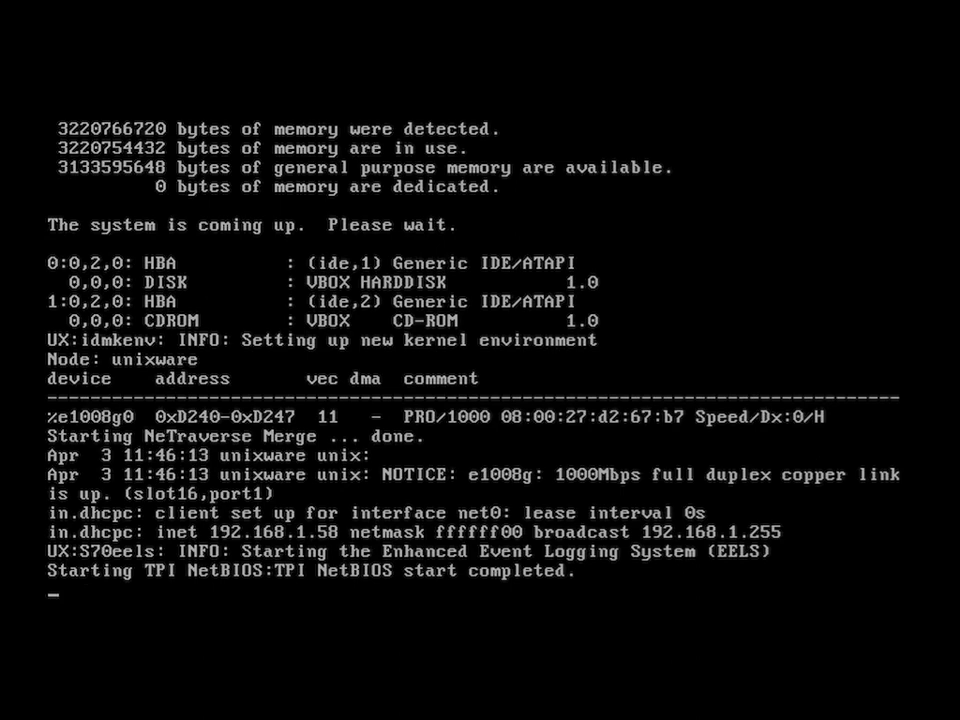 3220766720 bytes of memory were detected.
3220754432 bytes of memory are in use.
3133595648 bytes of general purpose memory are available.
0 bytes of memory are dedicated.
The system is coming up.  Please wait.
0:0,2,0: HBA           : (ide,1) Generic IDE/ATAPI
  0,0,0: DISK          : VBOX HARDDISK           1.0
1:0,2,0: HBA           : (ide,2) Generic IDE/ATAPI
  0,0,0: CDROM         : VBOX    CD-ROM          1.0
UX:idmkenv: INFO: Setting up new kernel environment
Node: unixware
device    address       vec dma  comment
-------------------------------------------------------------------------------
%e1008g0  0xD240-0xD247  11   -  PRO/1000 08:00:27:d2:67:b7 Speed/Dx:0/H
Starting NeTraverse Merge ... done.
Apr  3 11:46:13 unixware unix:
Apr  3 11:46:13 unixware unix: NOTICE: e1008g: 1000Mbps full duplex copper link
is up. (slot16,port1)
in.dhcpc: client set up for interface net0: lease interval 0s
in.dhcpc: inet 192.168.1.58 netmask ffffff00 broadcast 192.168.1.255
UX:S70eels: INFO: Starting the Enhanced Event Logging System (EELS)
Starting TPI NetBIOS:TPI NetBIOS start completed.
_